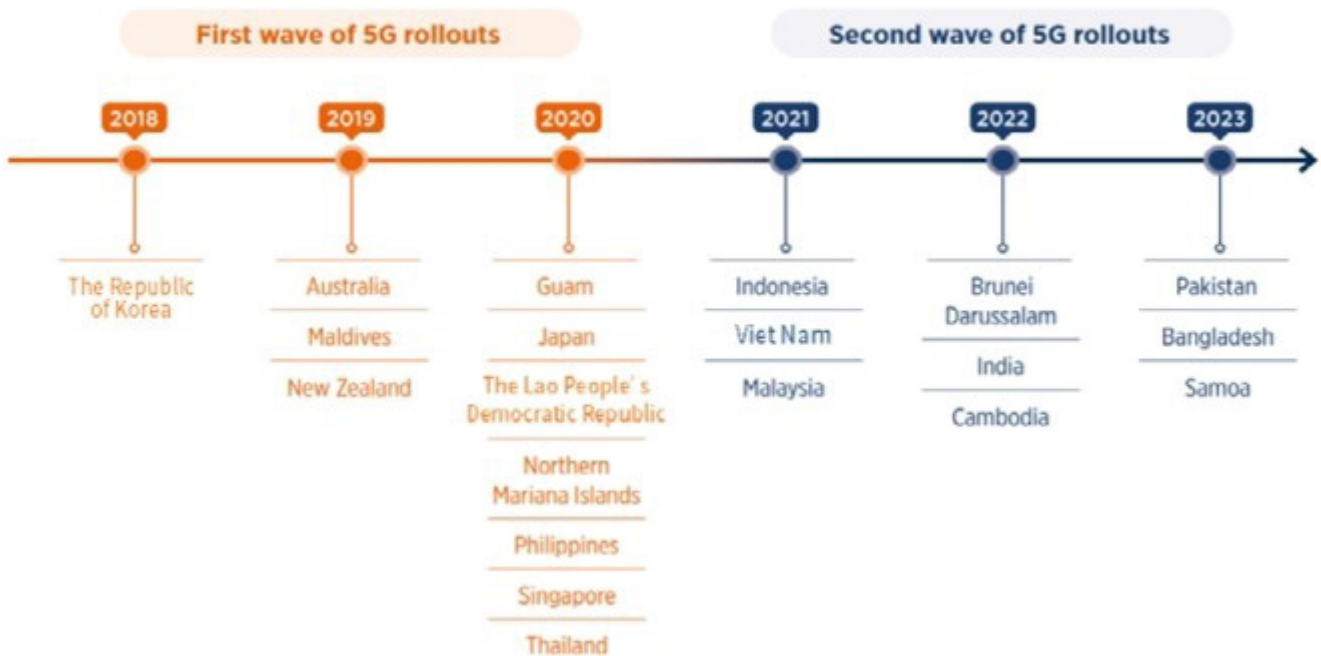 First wave of 5G rollouts
Second wave of 5G rollouts
2018
2019
2020
2021
2022
2023
The Republic
of Korea
Australia
Maldives
New Zealand
Guam
Japan
The Lao People's
Democratic Republic
Northern
Mariana Islands
Philippines
Singapore
Thailand
Indonesia
Viet Nam
Malaysia
Brunei
Darussalam
India
Cambodia
Pakistan
Bangladesh
Samoa